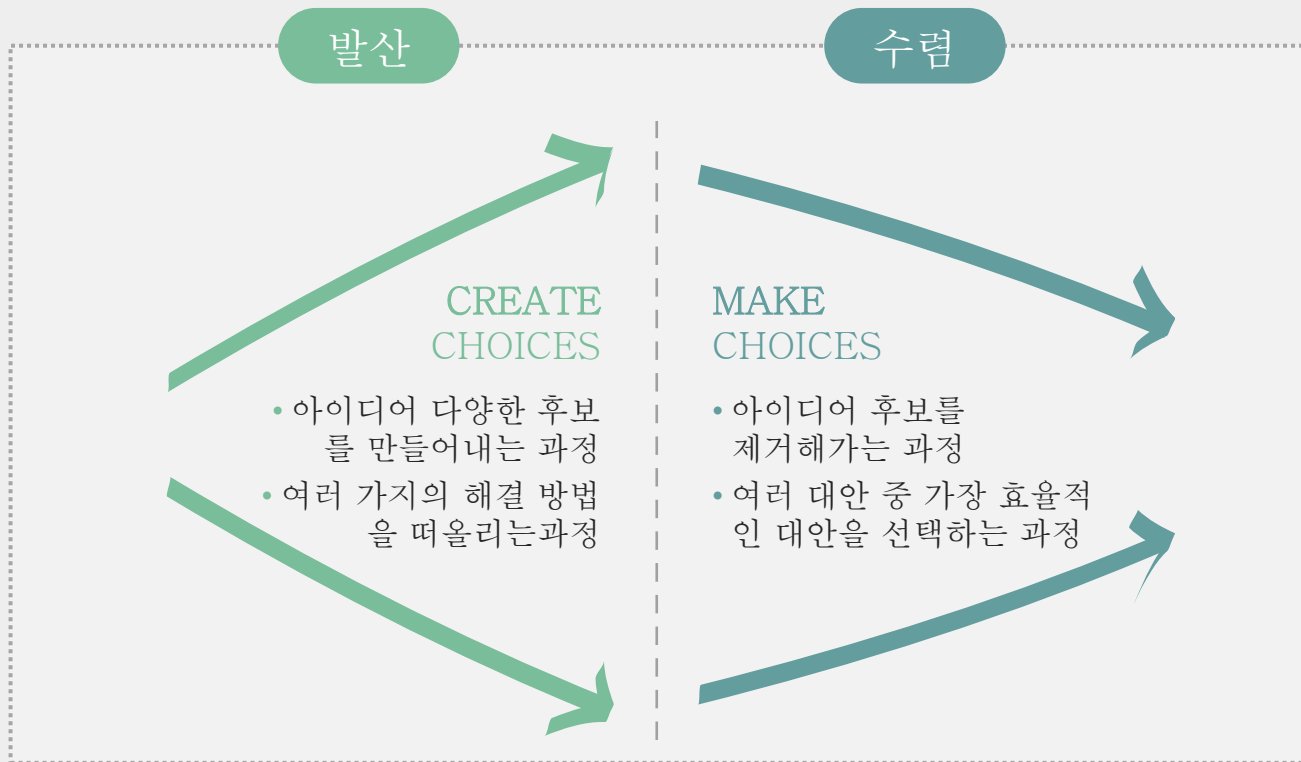 발산
수렴
CREATE
CHOICES
• 아이디어 다양한 후보
를 만들어내는 과정
• 여러 가지의 해결 방법
을 떠올리는과정
MAKE
CHOICES
• 아이디어 후보를
제거해가는 과정
• 여러 대안 중 가장 효율적
인 대안을 선택하는 과정